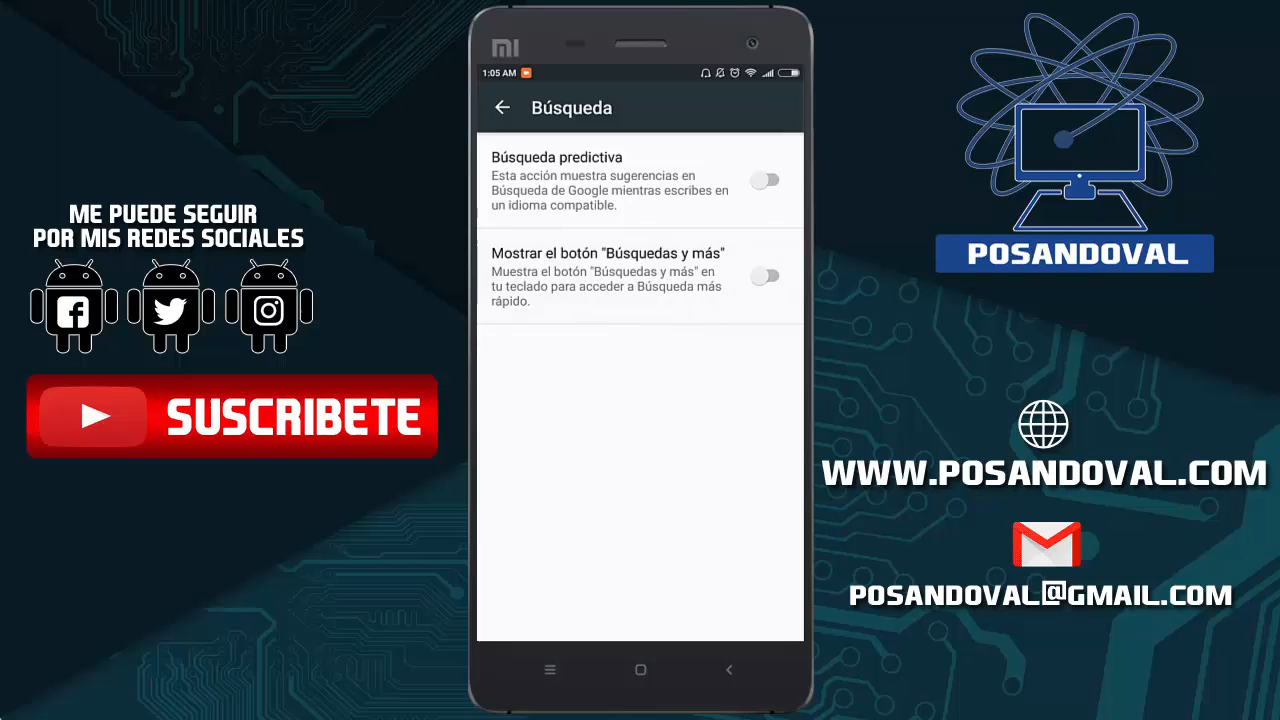 ME PUEDE SEGUIR
POR MIS REDES SOCIALES
SUSCRIBETE
MI
1:05 AM
Búsqueda
Búsqueda predictiva
Esta acción muestra sugerencias en
Búsqueda de Google mientras escribes en
un idioma compatible.
Mostrar el botón "Búsquedas y más"
Muestra el botón "Búsquedas y más" en
tu teclado para acceder a Búsqueda más
rápido.
POSANDOVAL
WWW.POSANDOVAL.COM
POSANDOVAL@GMAIL.COM